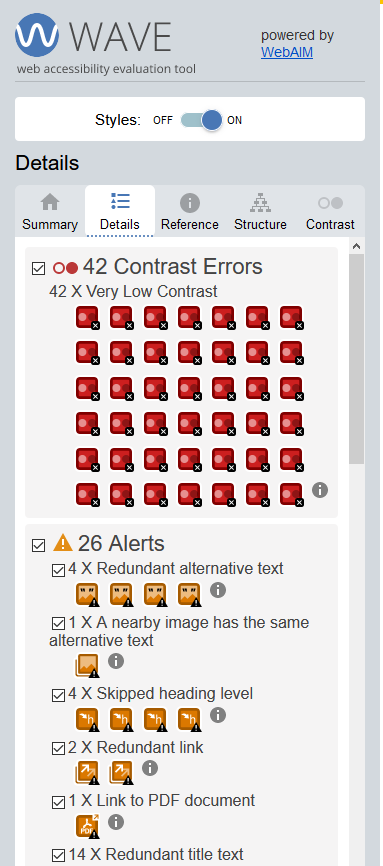 WAVE
web accessibility evaluation tool
powered by
WebAIM
Styles: OFF ON
Details
Summary Details Reference Structure Contrast
42 Contrast Errors
42 X Very Low Contrast
26 Alerts
4 X Redundant alternative text
1 X A nearby image has the same
alternative text
4 X Skipped heading level
h h h h
2 X Redundant link
1 X Link to PDF document
PDF
14 X Redundant title text